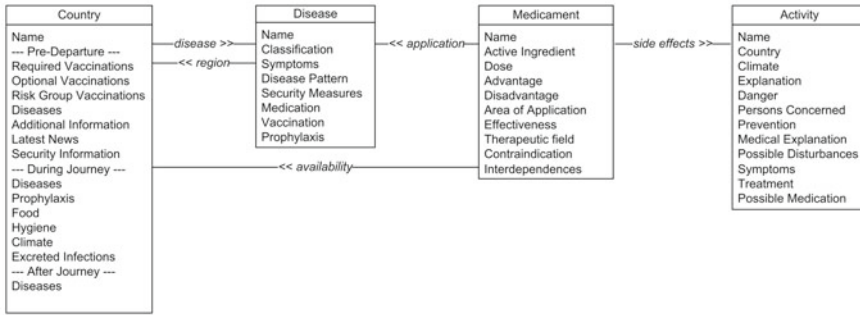 Country
Name
--- Pre-Departure ---
Required Vaccinations
Optional Vaccinations
Risk Group Vaccinations
Diseases
Additional Information
Latest News
Security Information
--- During Journey ---
Diseases
Prophylaxis
Food
Hygiene
Climate
Excreted Infections
--- After Journey ---
Diseases
disease >>
<< region
Disease
Name
Classification
Symptoms
Disease Pattern
Security Measures
Medication
Vaccination
Prophylaxis
<< application
<< availability
Medicament
Name
Active Ingredient
Dose
Advantage
Disadvantage
Area of Application
Effectiveness
Therapeutic field
Contraindication
Interdependences
side effects >>
Activity
Name
Country
Climate
Explanation
Danger
Persons Concerned
Prevention
Medical Explanation
Possible Disturbances
Symptoms
Treatment
Possible Medication